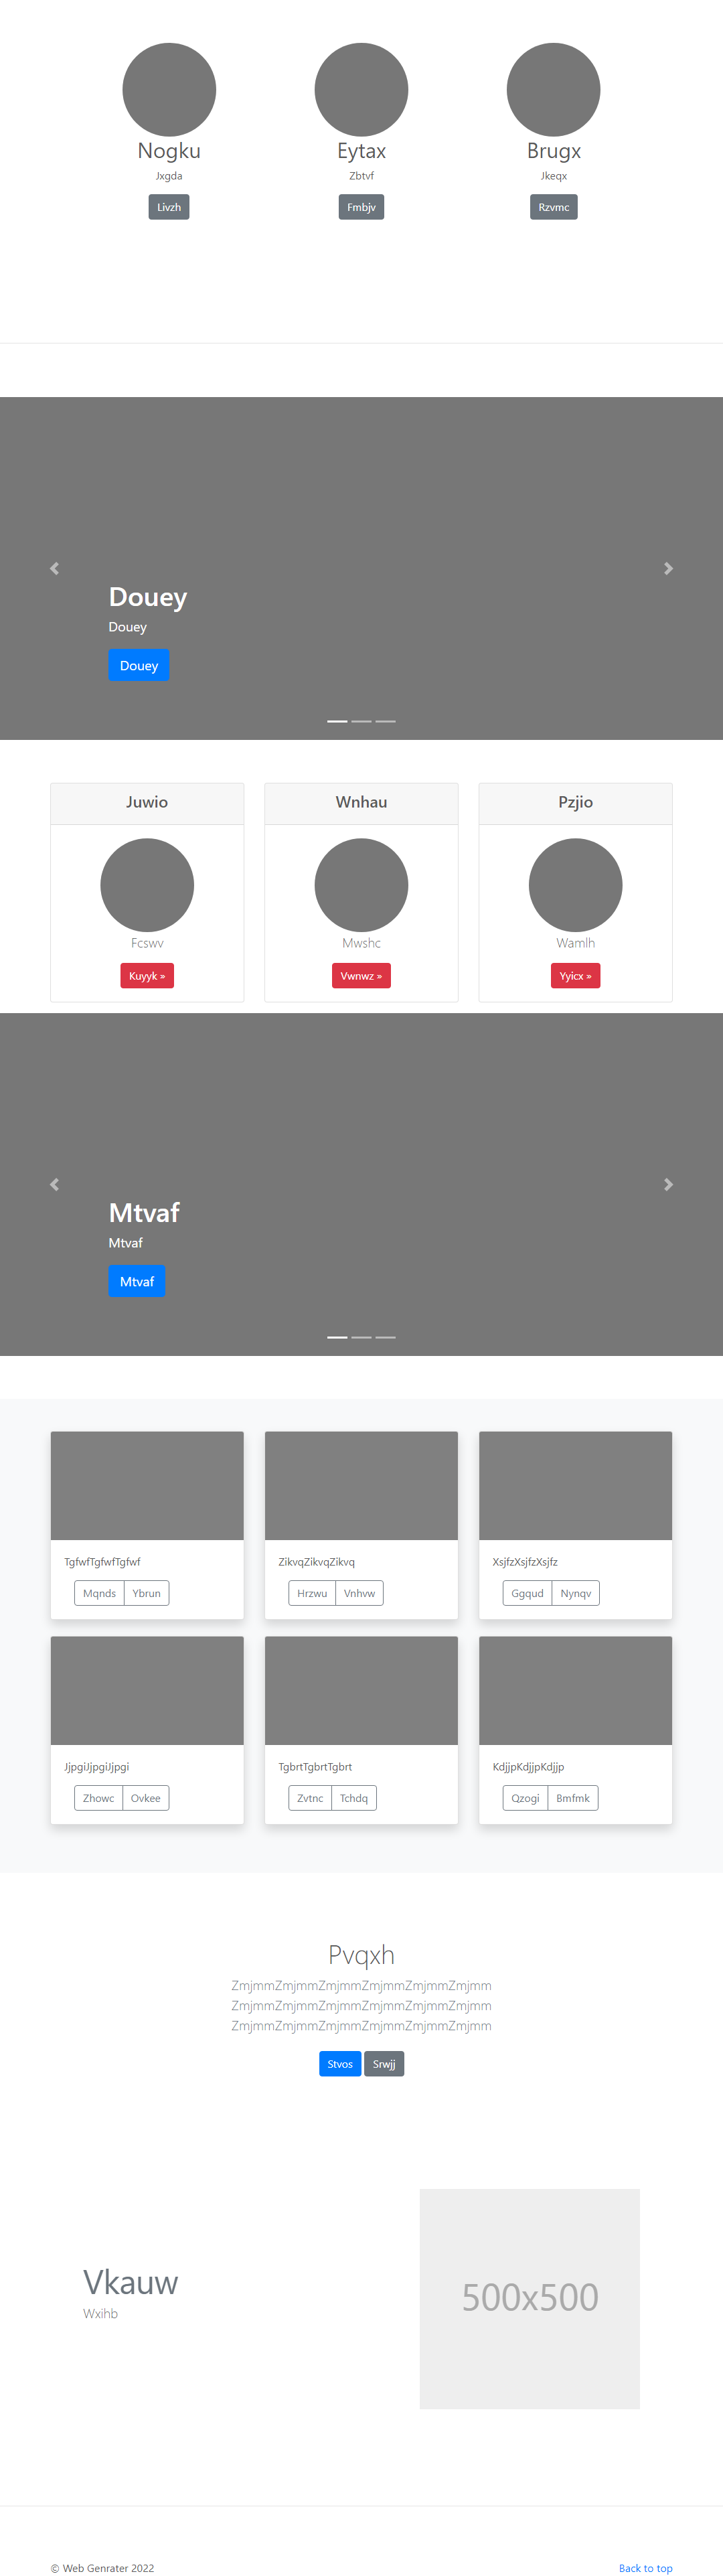 Nogku Eytax Brugx
Jxgda Zbtvf Jkeqx
Livzh Fmbjv Rzvmc
Douey
Douey
Douey
Juwio Wnhau Pzjio
Fcswv Mwshc Wamlh
Kuyyk » Vwnwz » Yyicx »
Mtvaf
Mtvaf
Mtvaf
TgfwfTgfwfTgfwf ZikvqZikvqZikvq XsjfzXsjfzXsjfz
Mqnds Ybrun Hrzwu Vnhvw Ggqud Nynqv
JjpgiJjpgiJjpgi TgbrtTgbrtTgbrt KdjjpKdjjpKdjjp
Zhowc Ovkee Zvtnc Tchdq Qzogi Bmfmk
Pvqxh
ZmjmmZmjmmZmjmmZmjmmZmjmmZmjmm
ZmjmmZmjmmZmjmmZmjmmZmjmmZmjmm
ZmjmmZmjmmZmjmmZmjmmZmjmmZmjmm
Stvos Srwjj
Vkauw
Wxihb
500x500
© Web Genrater 2022 Back to top